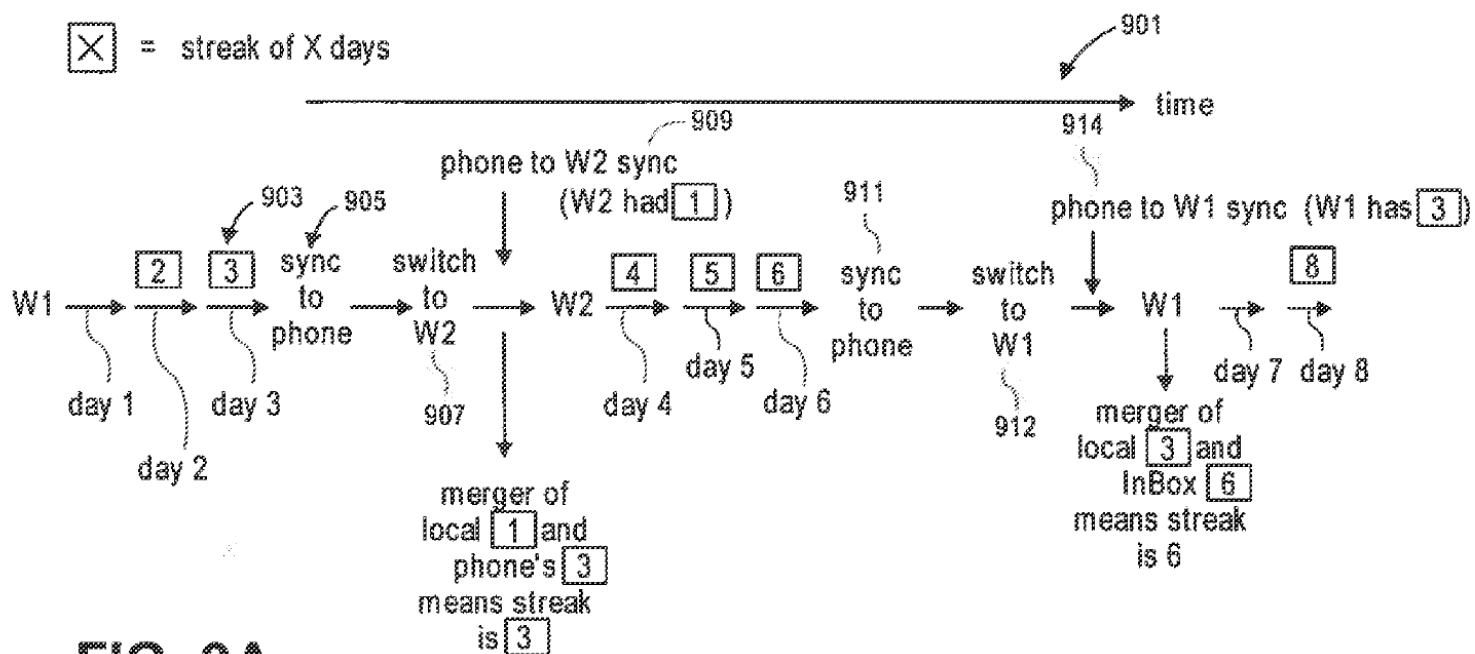 X = streak of X days
901
time
909
914
phone to W2 sync
(W2 had 1 )
911
phone to W1 sync (W1 has 3 )
903
905
2
3
sync
to
phone
switch
to
W2
4
5
6
sync
to
phone
switch
to
W1
8
W1
W2
W1
day 1
day 2
day 3
907
day 4
day 5
day 6
912
day 7
day 8
merger of
local 1 and
phone's 3
means streak
is 3
merger of
local 3 and
InBox 6
means streak
is 6